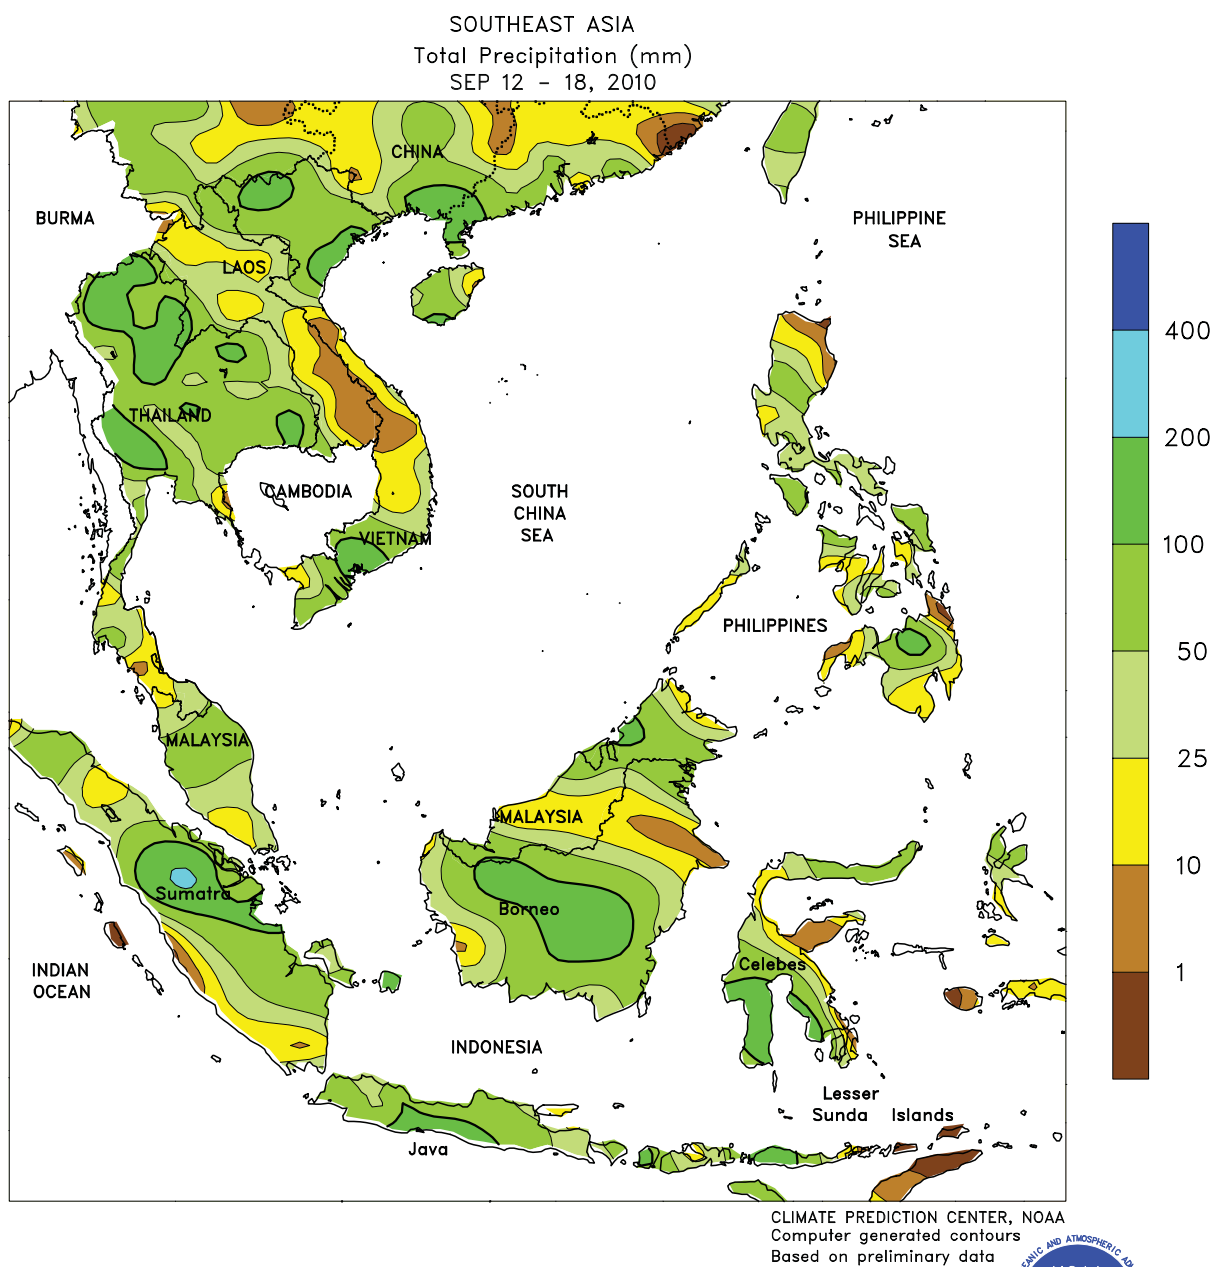 SOUTHEAST ASIA
Total Precipitation (mm)
SEP 12 - 18, 2010
CHINA
BURMA
PHILIPPINE
SEA
LAOS
400
THAILAND
200
CAMBODIA
SOUTH
CHINA
SEA
VIETNAM
100
PHILIPPINES
50
MALAYSIA
25
MALAYSIA
10
Sumatra
Borneo
INDIAN
OCEAN
Celebes
1
INDONESIA
Lesser
Sunda Islands
Java
CLIMATE PREDICTION CENTER, NOAA
Computer generated contours
Based on preliminary data
AND ATMOSPHERIC